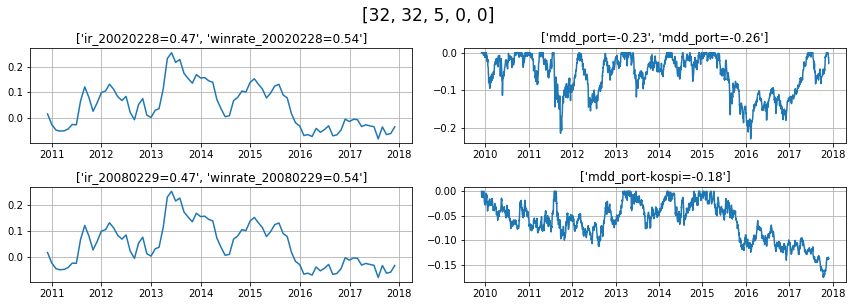 [32, 32, 5, 0, 0]
['ir_20020228=0.47', 'winrate_20020228=0.54']
0.2
0.1
0.0
2011 2012 2013 2014 2015 2016 2017 2018
['mdd_port=-0.23', 'mdd_port=-0.26']
0.0
−0.1
−0.2
2010 2011 2012 2013 2014 2015 2016 2017 2018
['ir_20080229=0.47', 'winrate_20080229=0.54']
0.2
0.1
0.0
2011 2012 2013 2014 2015 2016 2017 2018
['mdd_port-kospi=-0.18']
0.00
−0.05
−0.10
−0.15
2010 2011 2012 2013 2014 2015 2016 2017 2018